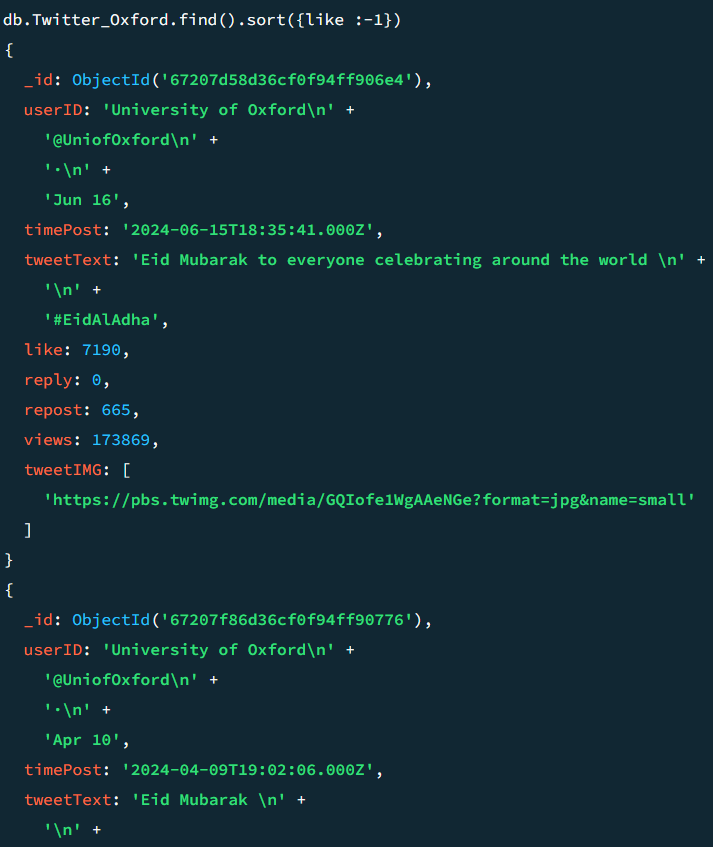 db.Twitter_Oxford.find().sort({like :-1})
{
  _id: ObjectId('67207d58d36cf0f94ff906e4'),
  userID: 'University of Oxford\n' +
    '@UniofOxford\n' +
    '·\n' +
    'Jun 16',
  timePost: '2024-06-15T18:35:41.000Z',
  tweetText: 'Eid Mubarak to everyone celebrating around the world \n' +
    '\n' +
    '#EidAlAdha',
  like: 7190,
  reply: 0,
  repost: 665,
  views: 173869,
  tweetIMG: [
    'https://pbs.twimg.com/media/GQIofe1WgAAeNGe?format=jpg&name=small'
  ]
}
{
  _id: ObjectId('67207f86d36cf0f94ff90776'),
  userID: 'University of Oxford\n' +
    '@UniofOxford\n' +
    '·\n' +
    'Apr 10',
  timePost: '2024-04-09T19:02:06.000Z',
  tweetText: 'Eid Mubarak \n' +
    '\n' +